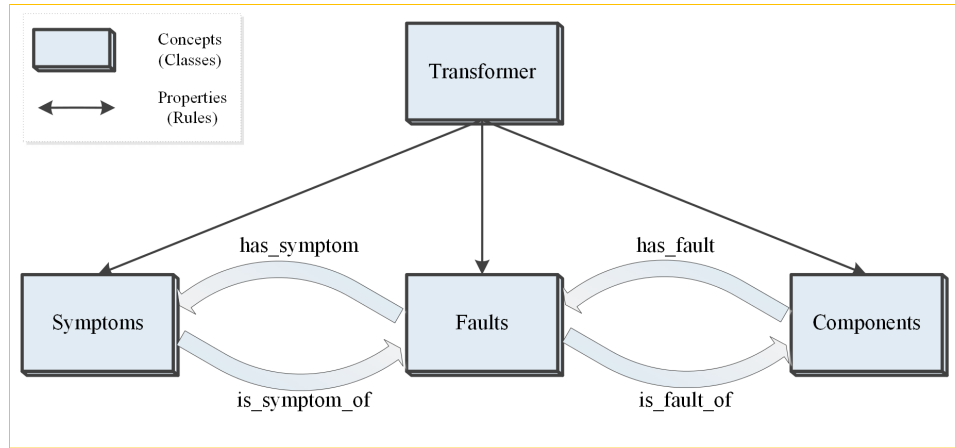 Concepts
(Classes)
Properties
(Rules)
Transformer
has_symptom
has_fault
Symptoms
Faults
Components
is_symptom_of
is_fault_of